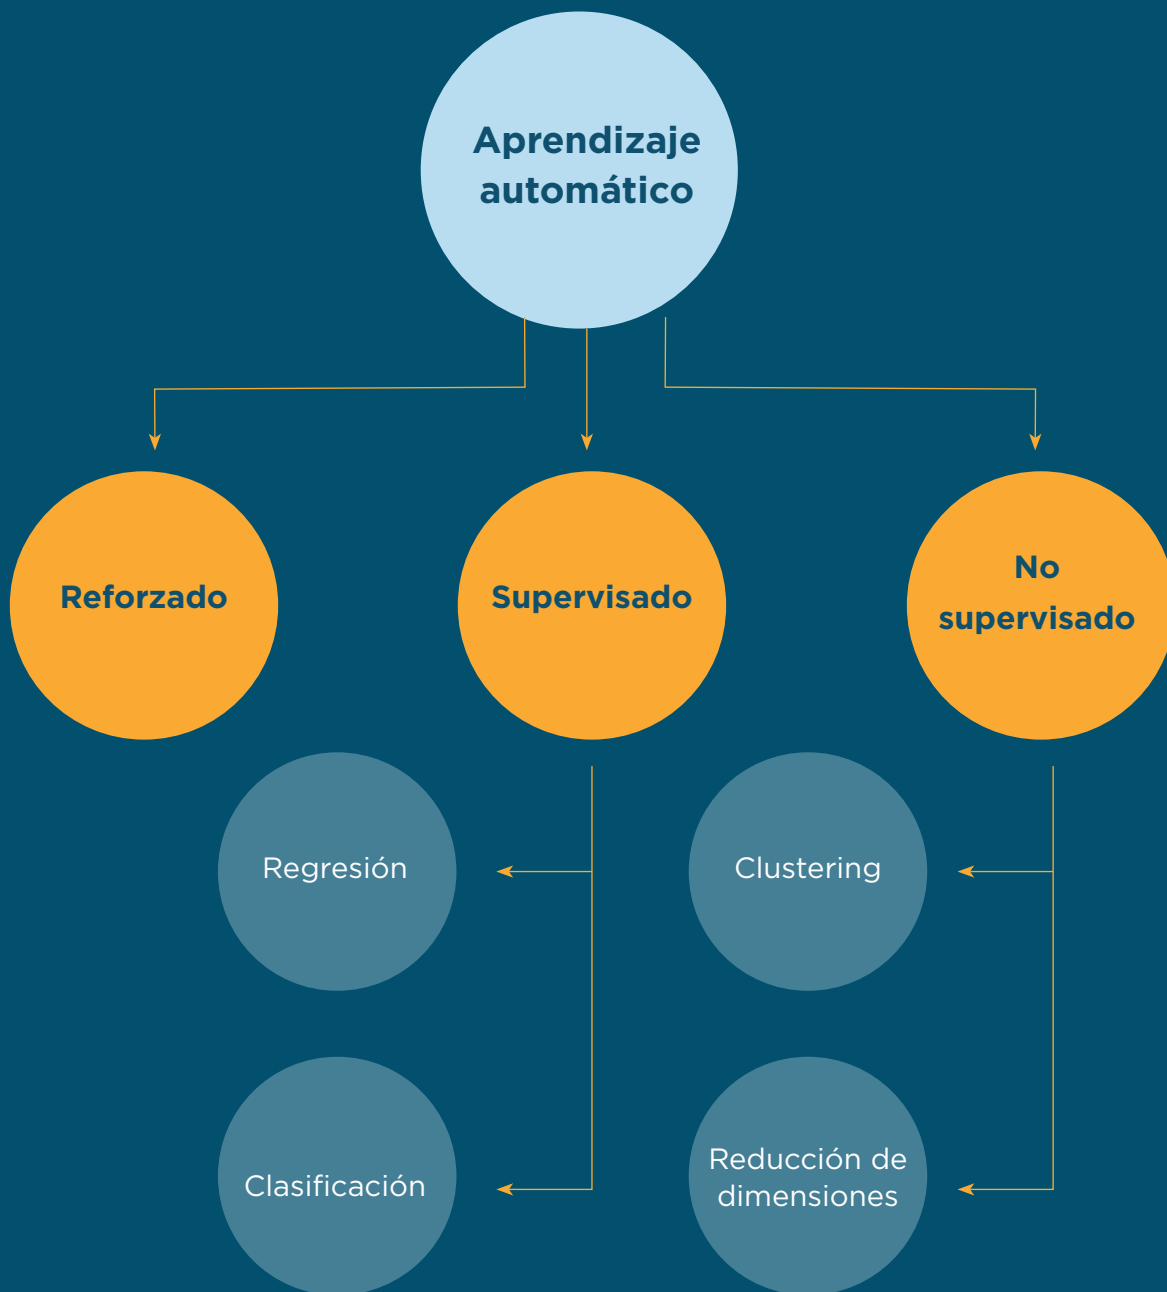 Aprendizaje
automático
Reforzado
Supervisado
No
supervisado
Regresión
Clustering
Clasificación
Reducción de
dimensiones